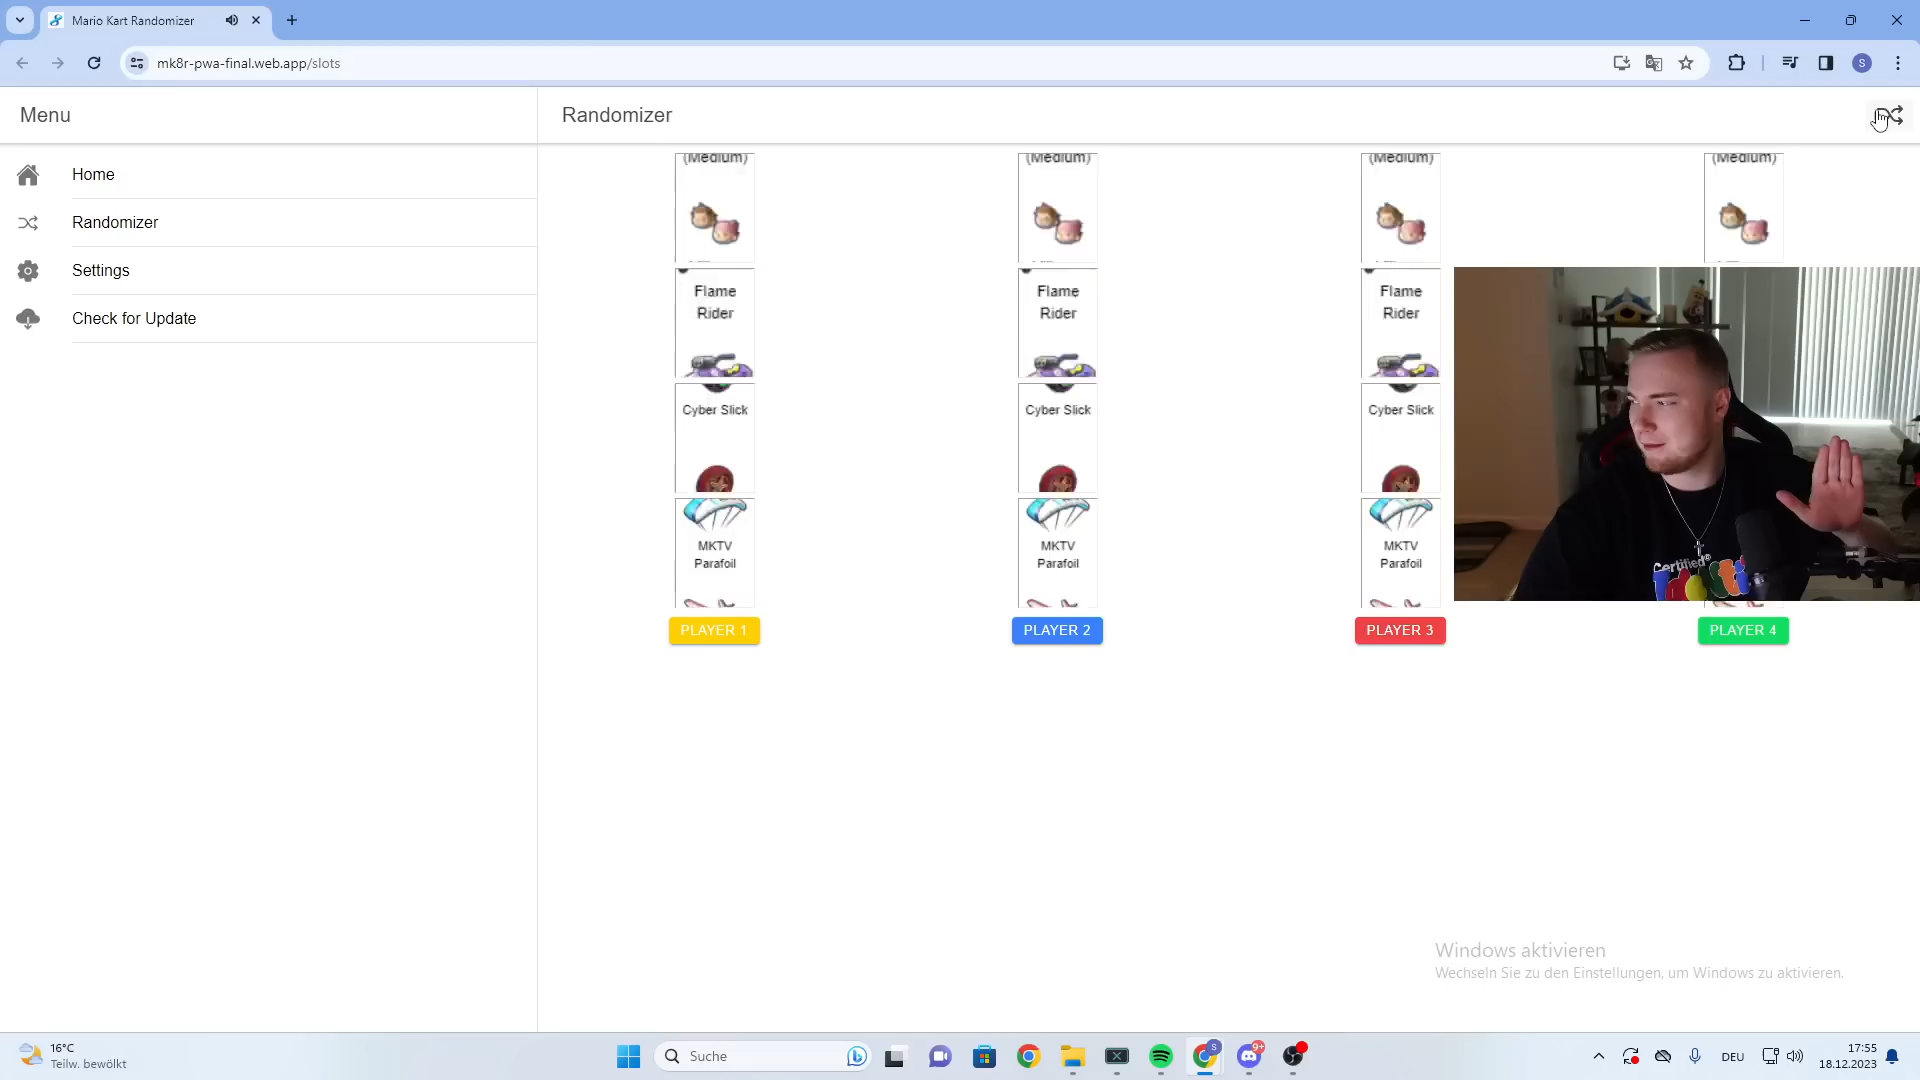 Mario Kart Randomizer
mk8r-pwa-final.web.app/slots
S
Menu
Randomizer
Home
Randomizer
Settings
Check for Update
(Medium)
(Medium)
(Medium)
(Medium)
Flame
Rider
Flame
Rider
Flame
Rider
Cyber Slick
Cyber Slick
Cyber Slick
MKTV
Parafoil
MKTV
Parafoil
MKTV
Parafoil
Certified
PLAYER 1
PLAYER 2
PLAYER 3
PLAYER 4
Windows aktivieren
Wechseln Sie zu den Einstellungen, um Windows zu aktivieren.
16°C
Teilw. bewölkt
Suche
S
9+
DEU
17:55
18.12.2023